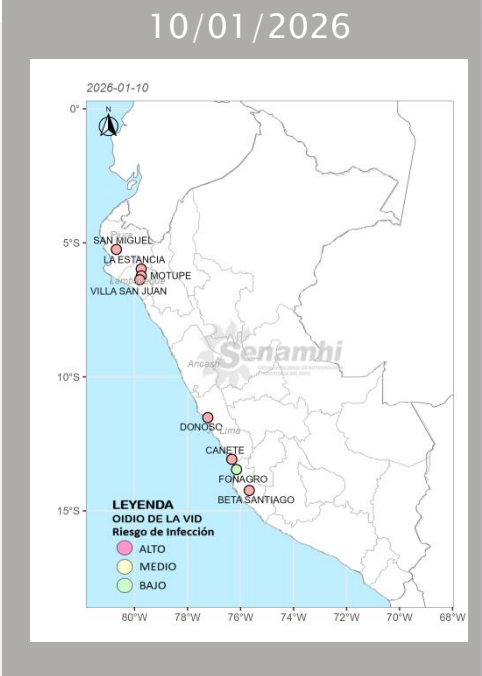 10/01/2026
2026-01-10
N
0°
5°S
10°S
15°S
Piura
SAN MIGUEL
LA ESTANCIA
MOTUPE
Lambayeque
VILLA SAN JUAN
Senamhi
Ancash
DONOSO
Lima
CAÑETE
FONAGRO
BETA SANTIAGO
LEYENDA
OIDIO DE LA VID
Riesgo de Infección
ALTO
MEDIO
BAJO
80°W 78°W 76°W 74°W 72°W 70°W 68°W